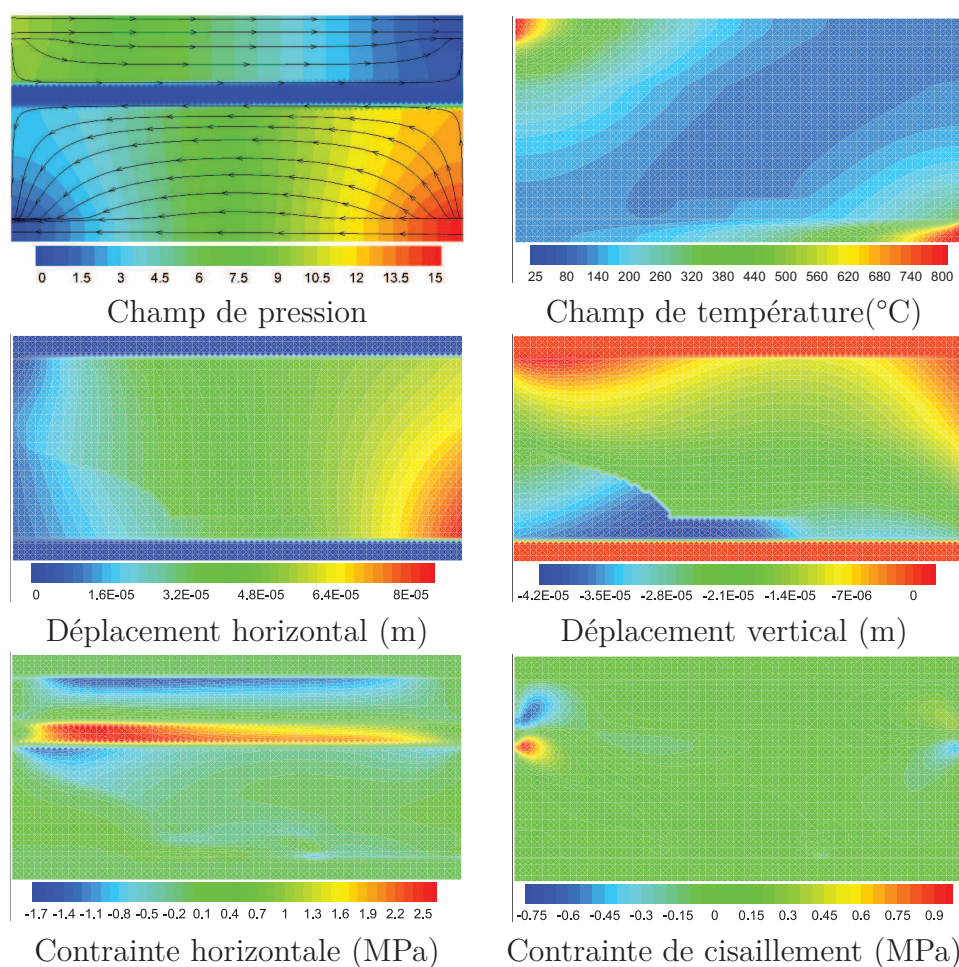 0 1.5 3 4.5 6 7.5 9 10.5 12 13.5 15
Champ de pression
25 80 140 200 260 320 380 440 500 560 620 680 740 800
Champ de température(°C)
0 1.6E-05 3.2E-05 4.8E-05 6.4E-05 8E-05
Déplacement horizontal (m)
-4.2E-05 -3.5E-05 -2.8E-05 -2.1E-05 -1.4E-05 -7E-06 0
Déplacement vertical (m)
-1.7 -1.4 -1.1 -0.8 -0.5 -0.2 0.1 0.4 0.7 1 1.3 1.6 1.9 2.2 2.5
Contrainte horizontale (MPa)
-0.75 -0.6 -0.45 -0.3 -0.15 0 0.15 0.3 0.45 0.6 0.75 0.9
Contrainte de cisaillement (MPa)